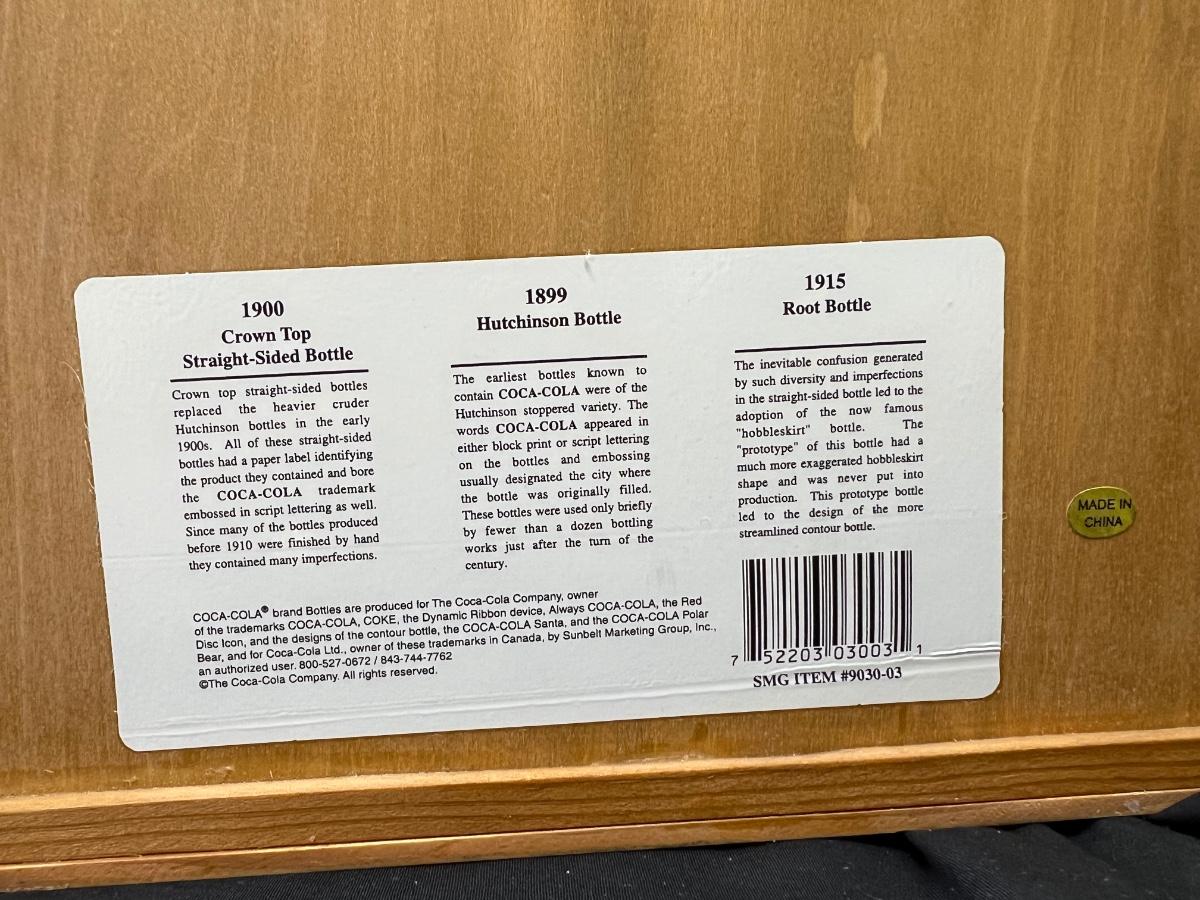 1900
Crown Top
Straight-Sided Bottle
Crown top straight-sided bottles
replaced the heavier cruder
Hutchinson bottles in the early
1900s. All of these straight-sided
bottles had a paper label identifying
the product they contained and bore
the COCA-COLA trademark
embossed in script lettering as well.
Since many of the bottles produced
before 1910 were finished by hand
they contained many imperfections.
1899
Hutchinson Bottle
The earliest bottles known to
contain COCA-COLA were of the
Hutchinson stoppered variety. The
words COCA-COLA appeared in
either block print or script lettering
on the bottles and embossing
usually designated the city where
the bottle was originally filled.
These bottles were used only briefly
by fewer than a dozen bottling
works just after the turn of the
century.
1915
Root Bottle
The inevitable confusion generated
by such diversity and imperfections
in the straight-sided bottle led to the
adoption of the now famous
"hobbleskirt" bottle. The
"prototype" of this bottle had a
much more exaggerated hobbleskirt
shape and was never put into
production. This prototype bottle
led to the design of the more
streamlined contour bottle.
COCA-COLA® brand Bottles are produced for The Coca-Cola Company, owner
of the trademarks COCA-COLA, COKE, the Dynamic Ribbon device, Always COCA-COLA, the Red
Disc Icon, and the designs of the contour bottle, the COCA-COLA Santa, and the COCA-COLA Polar
Bear, and for Coca-Cola Ltd., owner of these trademarks in Canada, by Sunbelt Marketing Group, Inc.,
an authorized user. 800-527-0672 / 843-744-7762
©The Coca-Cola Company. All rights reserved.
7 52203 03003 1
SMG ITEM #9030-03
MADE IN
CHINA